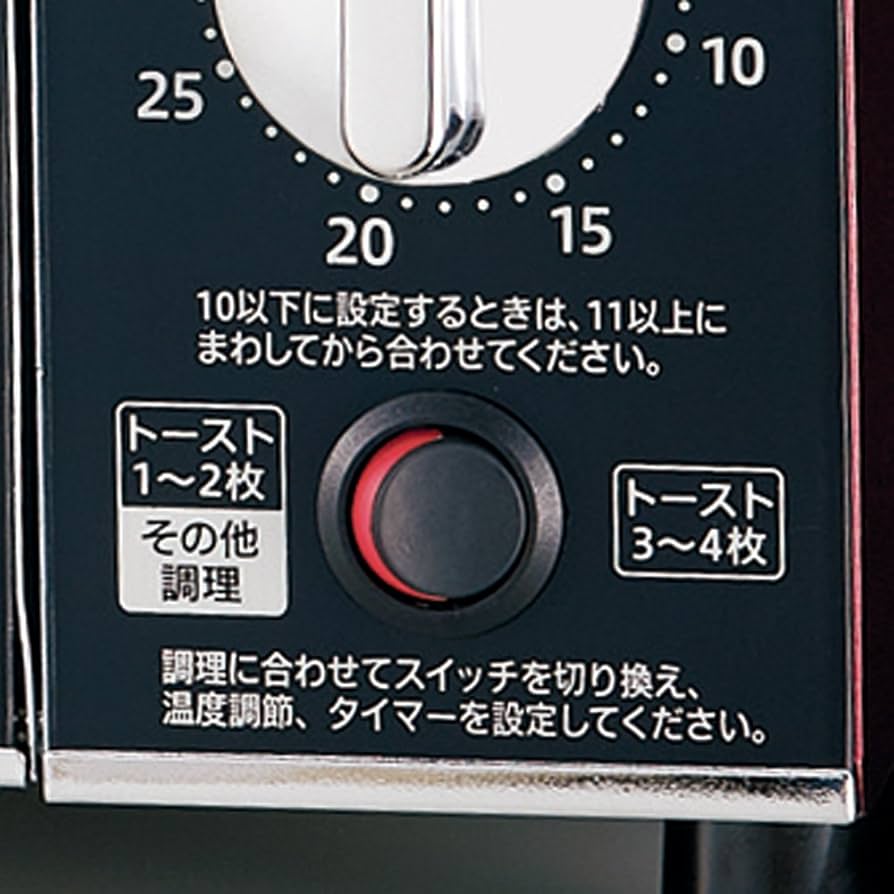 25
10
20
15
10以下に設定するときは、11以上に
まわしてから合わせてください。
トースト
1～2枚
その他
調理
トースト
3～4枚
調理に合わせてスイッチを切り換え、
温度調節、タイマーを設定してください。